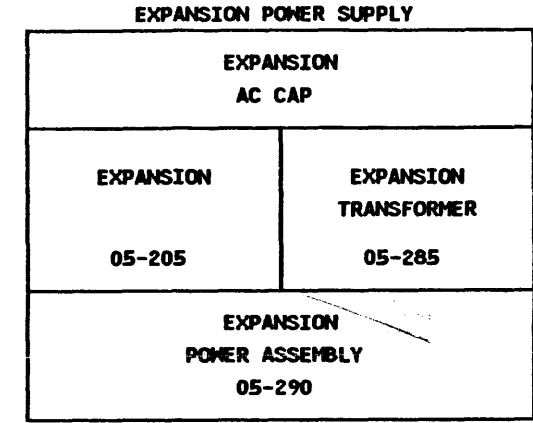 EXPANSION POWER SUPPLY
EXPANSION
AC CAP
EXPANSION
05-205
EXPANSION
TRANSFORMER
05-285
EXPANSION
POWER ASSEMBLY
05-290